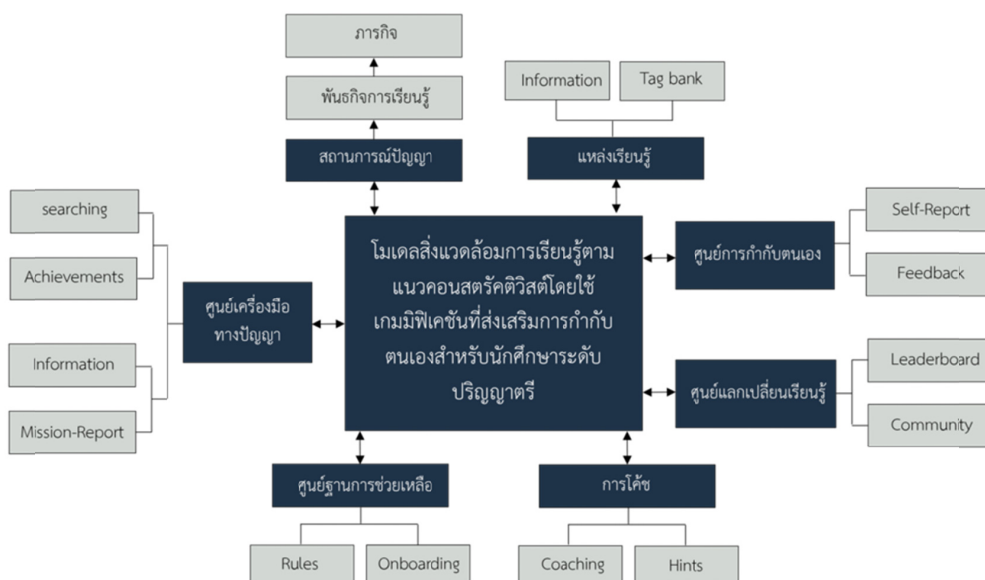 ภารกิจ
พันธกิจการเรียนรู้
สถานการณ์ปัญญา
Information
Tag bank
แหล่งเรียนรู้
searching
Achievements
ศูนย์เครื่องมือ
ทางปัญญา
Information
Mission-Report
โมเดลสิ่งแวดล้อมการเรียนรู้ตาม
แนวคอนสตรัคติวิสต์โดยใช้
เกมมิฟิเคชันที่ส่งเสริมการกำกับ
ตนเองสำหรับนักศึกษาระดับ
ปริญญาตรี
ศูนย์การกำกับตนเอง
Self-Report
Feedback
ศูนย์แลกเปลี่ยนเรียนรู้
Leaderboard
Community
ศูนย์ฐานการช่วยเหลือ
Rules
Onboarding
การโค้ช
Coaching
Hints